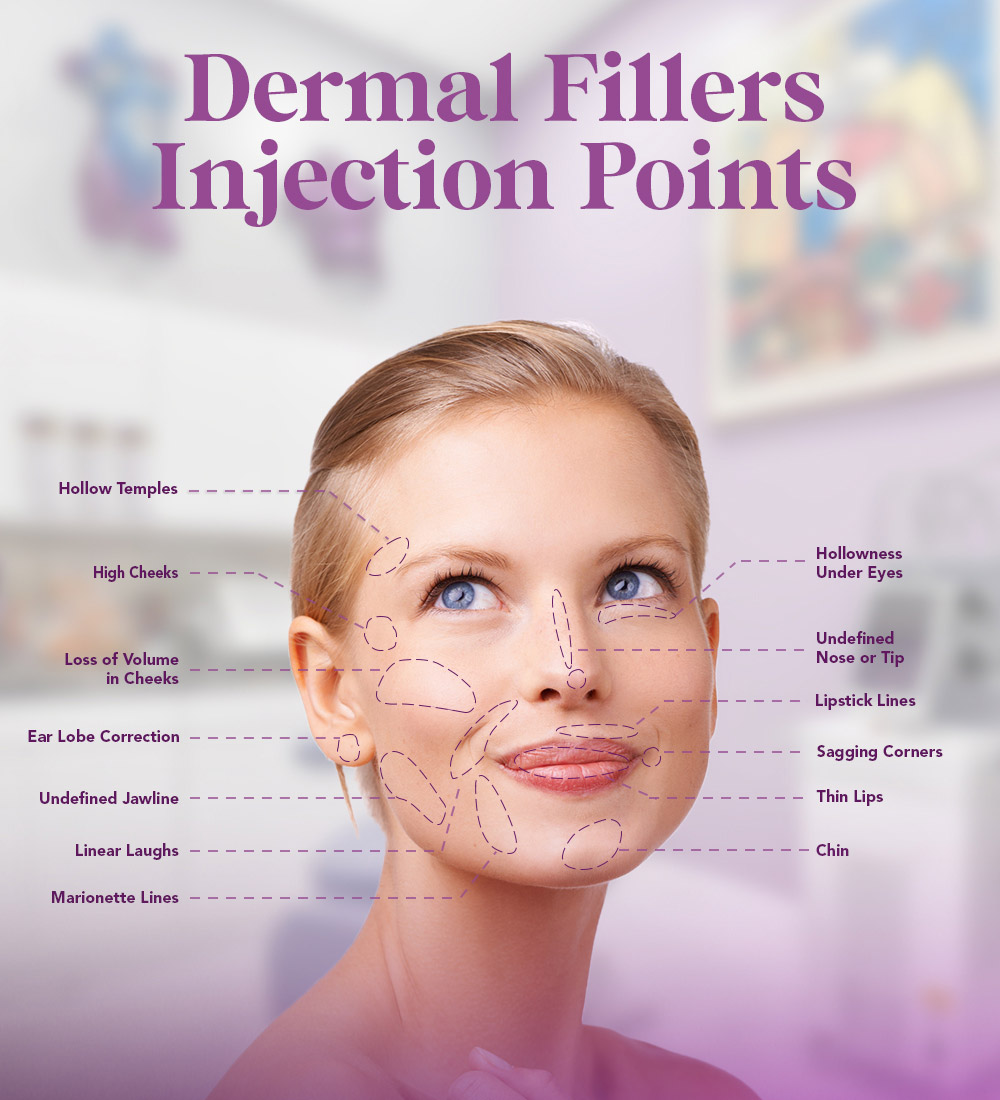 Dermal Fillers
Injection Points
Hollow Temples
High Cheeks
Loss of Volume
in Cheeks
Ear Lobe Correction
Undefined Jawline
Linear Laughs
Marionette Lines
Hollowness
Under Eyes
Undefined
Nose or Tip
Lipstick Lines
Sagging Corners
Thin Lips
Chin